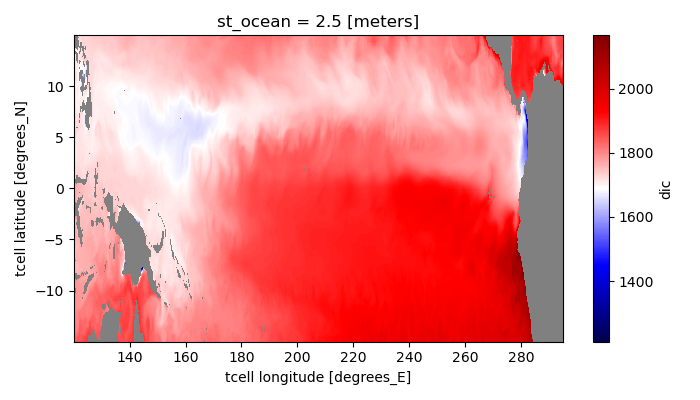 st_ocean = 2.5 [meters]
10
5
0
−5
−10
tcell latitude [degrees_N]
140 160 180 200 220 240 260 280
tcell longitude [degrees_E]
2000
1800
1600
1400
dic